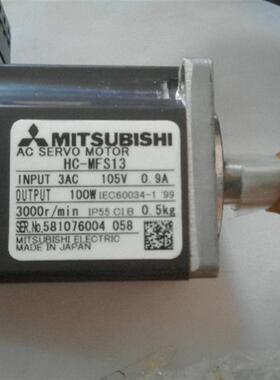 MITSUBISHI
AC SERVO MOTOR
HC-MFS13
INPUT 3AC 105V 0.9A
OUTPUT 100W IEC60034-1 '99
3000r/min IP55 Cl.B 0.5kg
SER.No.581076004 058
MITSUBISHI ELECTRIC
MADE IN JAPAN